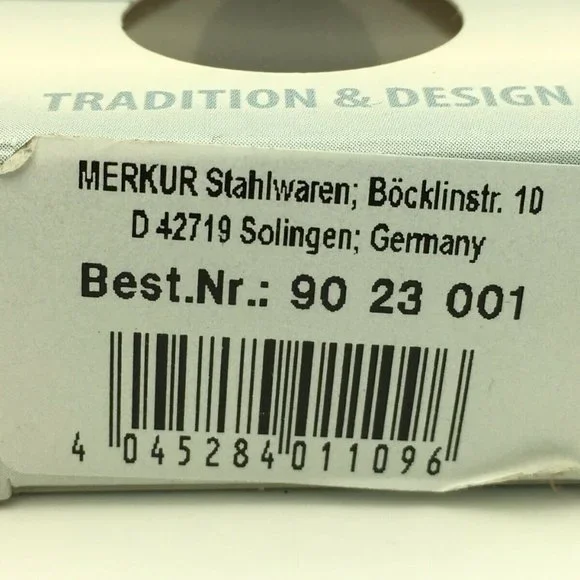 TRADITION & DESIGN
MERKUR Stahlwaren; Böcklinstr. 10
D 42719 Solingen; Germany
Best.Nr.: 90 23 001
4 045284 011096